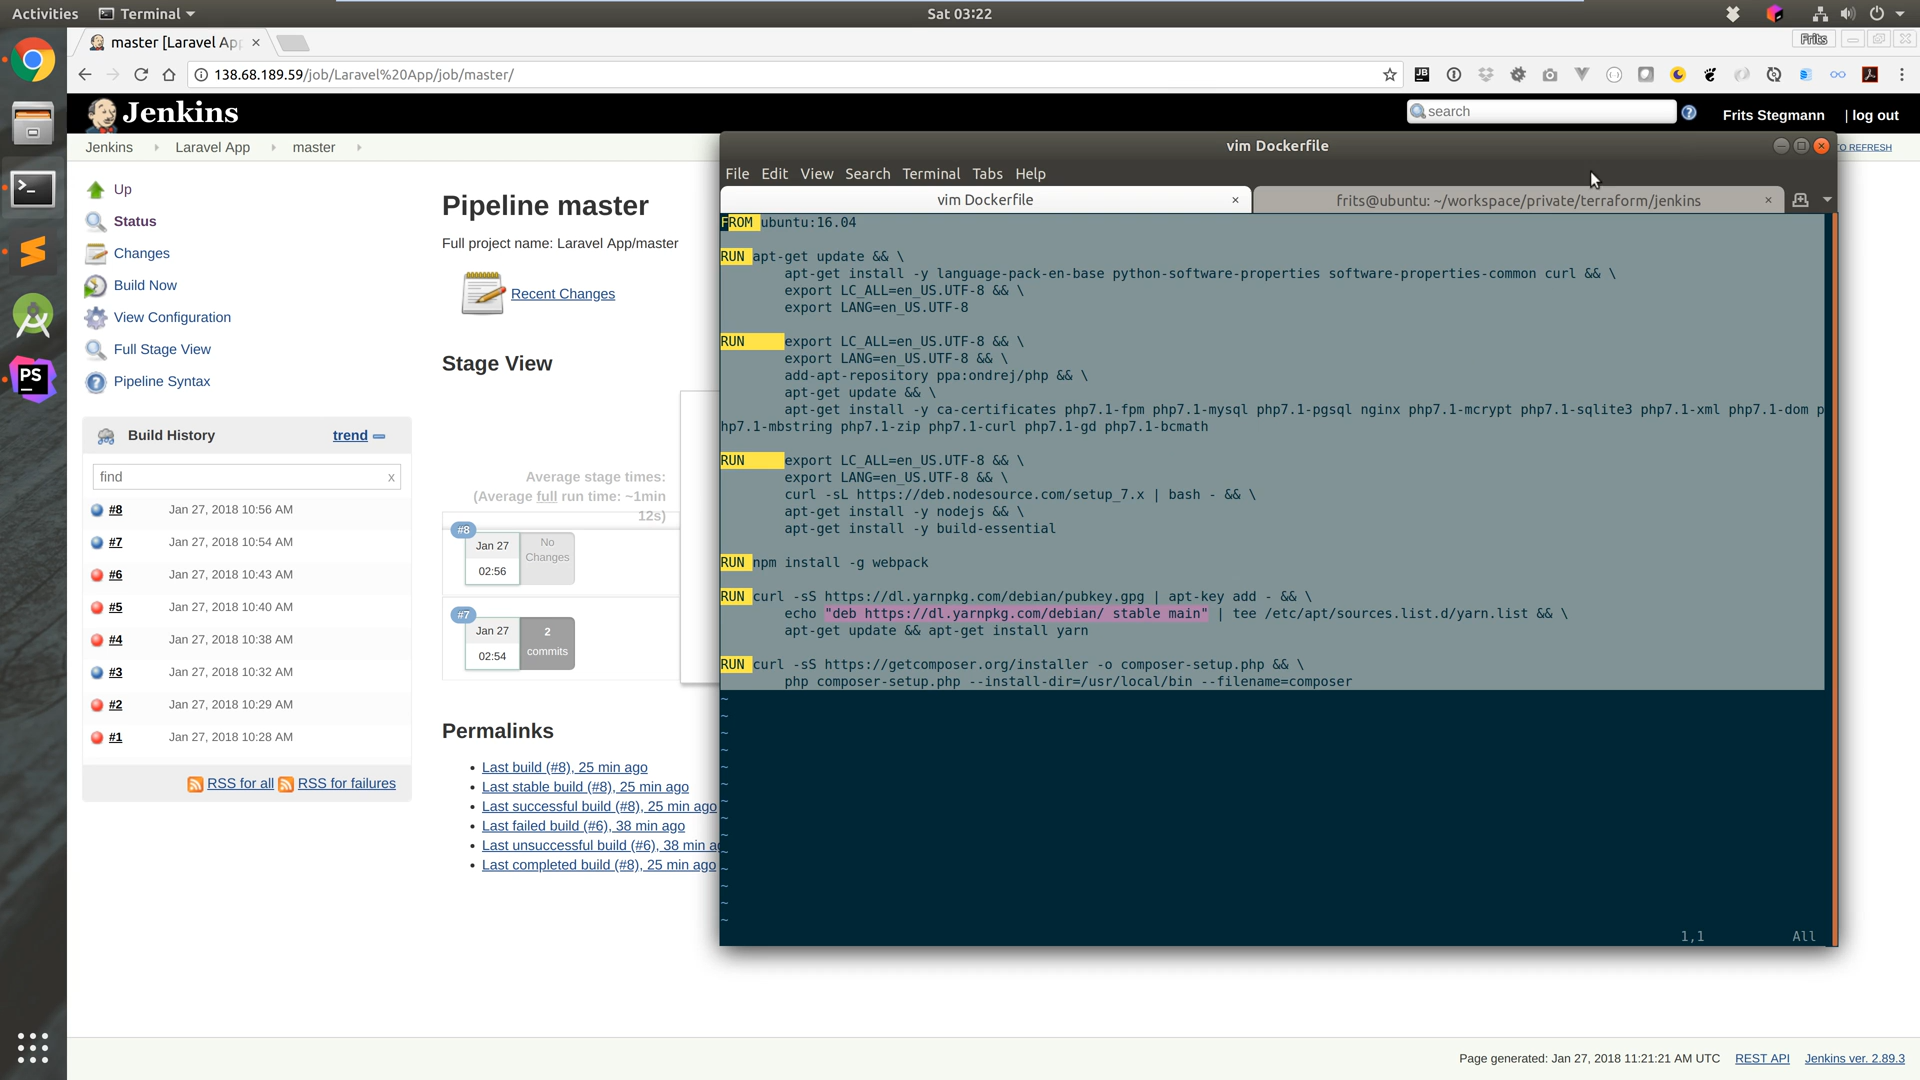 Activities
Terminal
Sat 03:22
master [Laravel Ap
Frits
138.68.189.59/job/Laravel%20App/job/master/
Jenkins
search
Frits Stegmann
| log out
Jenkins
Laravel App
master
TO REFRESH
Up
Status
Changes
Build Now
View Configuration
Full Stage View
Pipeline Syntax
Build History
trend
find
x
#8 Jan 27, 2018 10:56 AM
#7 Jan 27, 2018 10:54 AM
#6 Jan 27, 2018 10:43 AM
#5 Jan 27, 2018 10:40 AM
#4 Jan 27, 2018 10:38 AM
#3 Jan 27, 2018 10:32 AM
#2 Jan 27, 2018 10:29 AM
#1 Jan 27, 2018 10:28 AM
RSS for all RSS for failures
Pipeline master
Full project name: Laravel App/master
Recent Changes
Stage View
Average stage times:
(Average full run time: ~1min
12s)
#8
Jan 27
02:56
No
Changes
#7
Jan 27
02:54
2
commits
Permalinks
Last build (#8), 25 min ago
Last stable build (#8), 25 min ago
Last successful build (#8), 25 min ago
Last failed build (#6), 38 min ago
Last unsuccessful build (#6), 38 min a
Last completed build (#8), 25 min ago
vim Dockerfile
File Edit View Search Terminal Tabs Help
vim Dockerfile
frits@ubuntu: ~/workspace/private/terraform/jenkins
FROM ubuntu:16.04
RUN apt-get update && \
apt-get install -y language-pack-en-base python-software-properties software-properties-common curl && \
export LC_ALL=en_US.UTF-8 && \
export LANG=en_US.UTF-8
RUN export LC_ALL=en_US.UTF-8 && \
export LANG=en_US.UTF-8 && \
add-apt-repository ppa:ondrej/php && \
apt-get update && \
apt-get install -y ca-certificates php7.1-fpm php7.1-mysql php7.1-pgsql nginx php7.1-mcrypt php7.1-sqlite3 php7.1-xml php7.1-dom p
hp7.1-mbstring php7.1-zip php7.1-curl php7.1-gd php7.1-bcmath
RUN export LC_ALL=en_US.UTF-8 && \
export LANG=en_US.UTF-8 && \
curl -sL https://deb.nodesource.com/setup_7.x | bash - && \
apt-get install -y nodejs && \
apt-get install -y build-essential
RUN npm install -g webpack
RUN curl -sS https://dl.yarnpkg.com/debian/pubkey.gpg | apt-key add - && \
echo "deb https://dl.yarnpkg.com/debian/ stable main" | tee /etc/apt/sources.list.d/yarn.list && \
apt-get update && apt-get install yarn
RUN curl -sS https://getcomposer.org/installer -o composer-setup.php && \
php composer-setup.php --install-dir=/usr/local/bin --filename=composer
~
~
~
~
~
~
~
~
~
~
~
~
~
~
1,1 All
PS
Page generated: Jan 27, 2018 11:21:21 AM UTC
REST API
Jenkins ver. 2.89.3